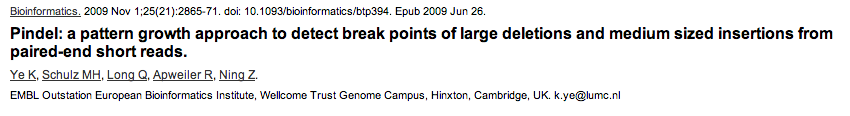 Bioinformatics. 2009 Nov 1;25(21):2865-71. doi: 10.1093/bioinformatics/btp394. Epub 2009 Jun 26.
Pindel: a pattern growth approach to detect break points of large deletions and medium sized insertions from
paired-end short reads.
Ye K, Schulz MH, Long Q, Apweiler R, Ning Z.
EMBL Outstation European Bioinformatics Institute, Wellcome Trust Genome Campus, Hinxton, Cambridge, UK. k.ye@lumc.nl